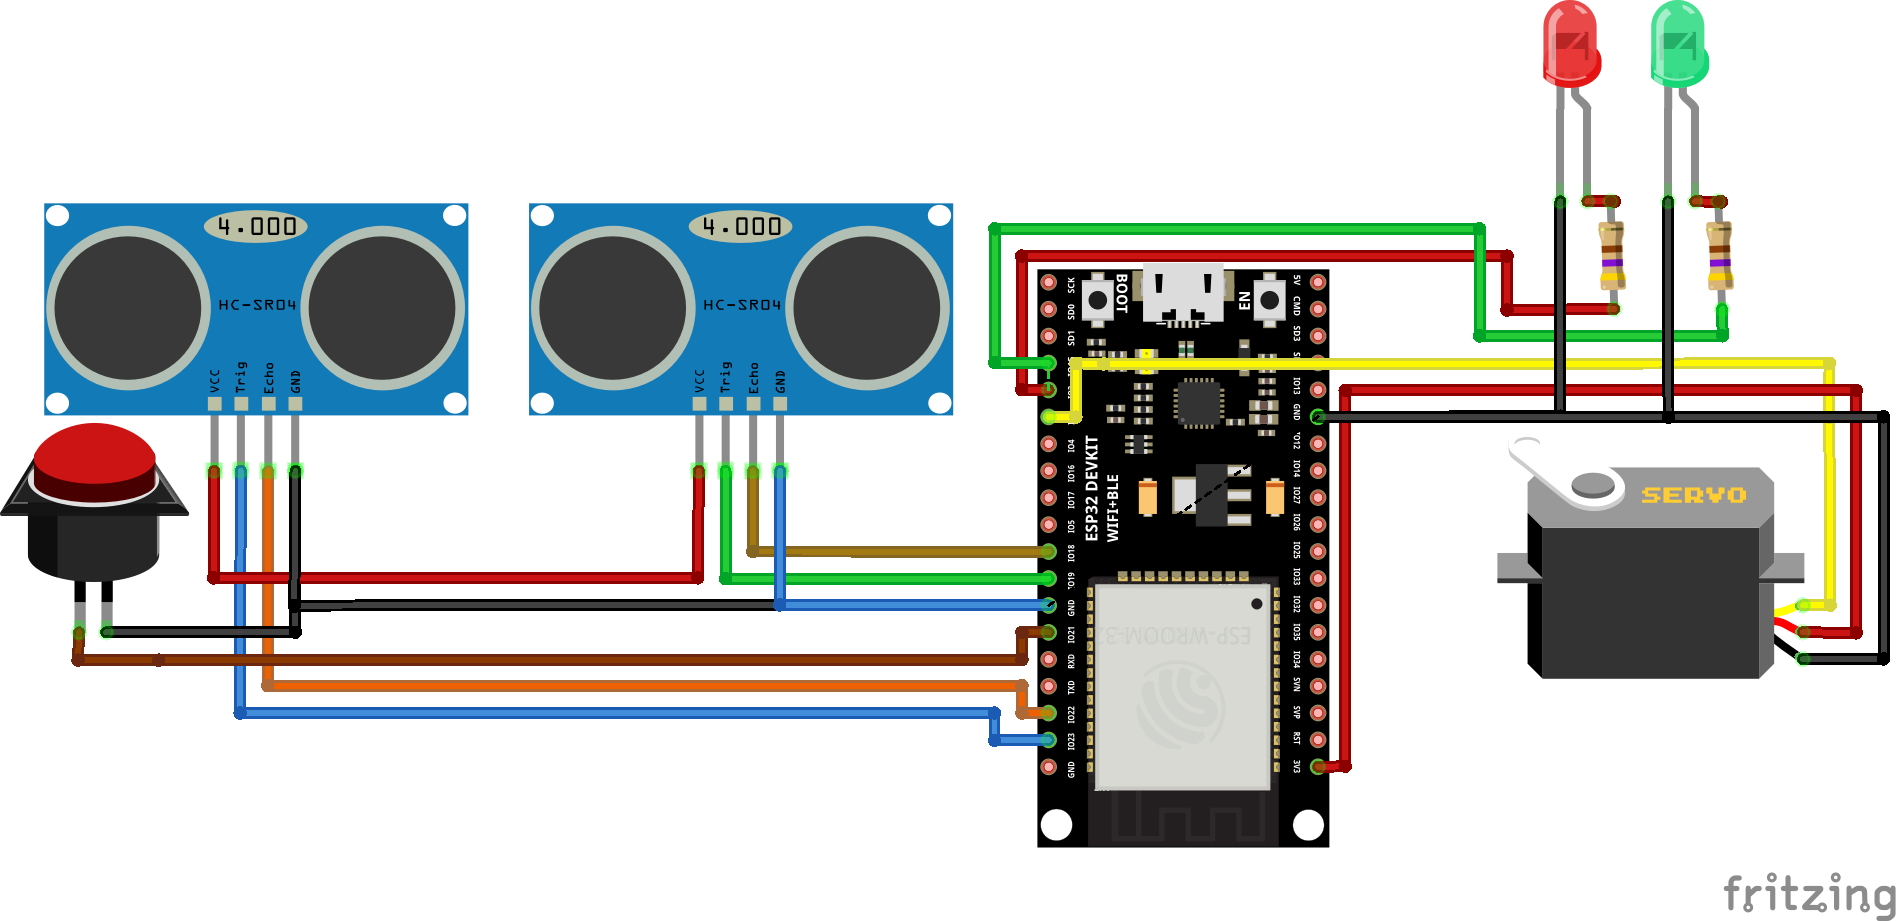 4.000
HC-SR04
VCC
Trig
Echo
GND
4.000
HC-SR04
VCC
Trig
Echo
GND
SCK
SD0
SD1
IO4
IO16
IO17
IO5
IO18
IO19
GND
IO21
RXD
TXD
IO22
IO23
GND
BOOT
EN
ESP32 DEVKIT
WIFI+BLE
ESP-WROOM-32
5V
CMD
SD3
IO13
GND
IO12
IO14
IO27
IO26
IO25
IO33
IO32
IO35
IO34
SVN
SVP
RST
3V3
SERVO
fritzing